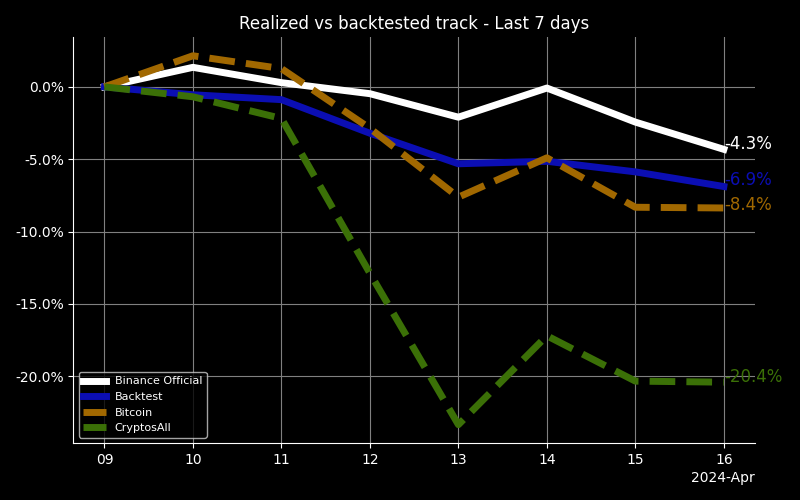 Realized vs backtested track - Last 7 days
0.0%
-5.0%
-10.0%
-15.0%
-20.0%
-4.3%
-6.9%
-8.4%
-20.4%
Binance Official
Backtest
Bitcoin
CryptosAll
09 10 11 12 13 14 15 16
2024-Apr